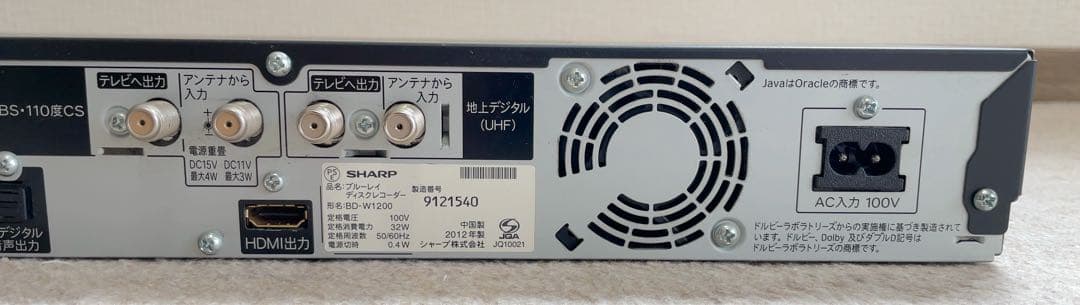 BS・110度CS
テレビへ出力
アンテナから
入力
電源重畳
DC15V DC11V
最大4W 最大3W
テレビへ出力
アンテナから
入力
地上デジタル
(UHF)
デジタル
音声出力
HDMI
HDMI出力
PS
E
SHARP
品名:ブルーレイ
ディスクレコーダー
形名:BD-W1200
製造番号
9121540
定格電圧 100V
定格消費電力 32W
定格周波数 50/60Hz
電源切時 0.4W
中国製
2012年製
シャープ株式会社
JQA
JQ10021
JavaはOracleの商標です。
AC入力 100V
ドルビーラボラトリーズからの実施権に基づき製造されて
います。ドルビー、Dolby 及びダブルD記号は
ドルビーラボラトリーズの商標です。